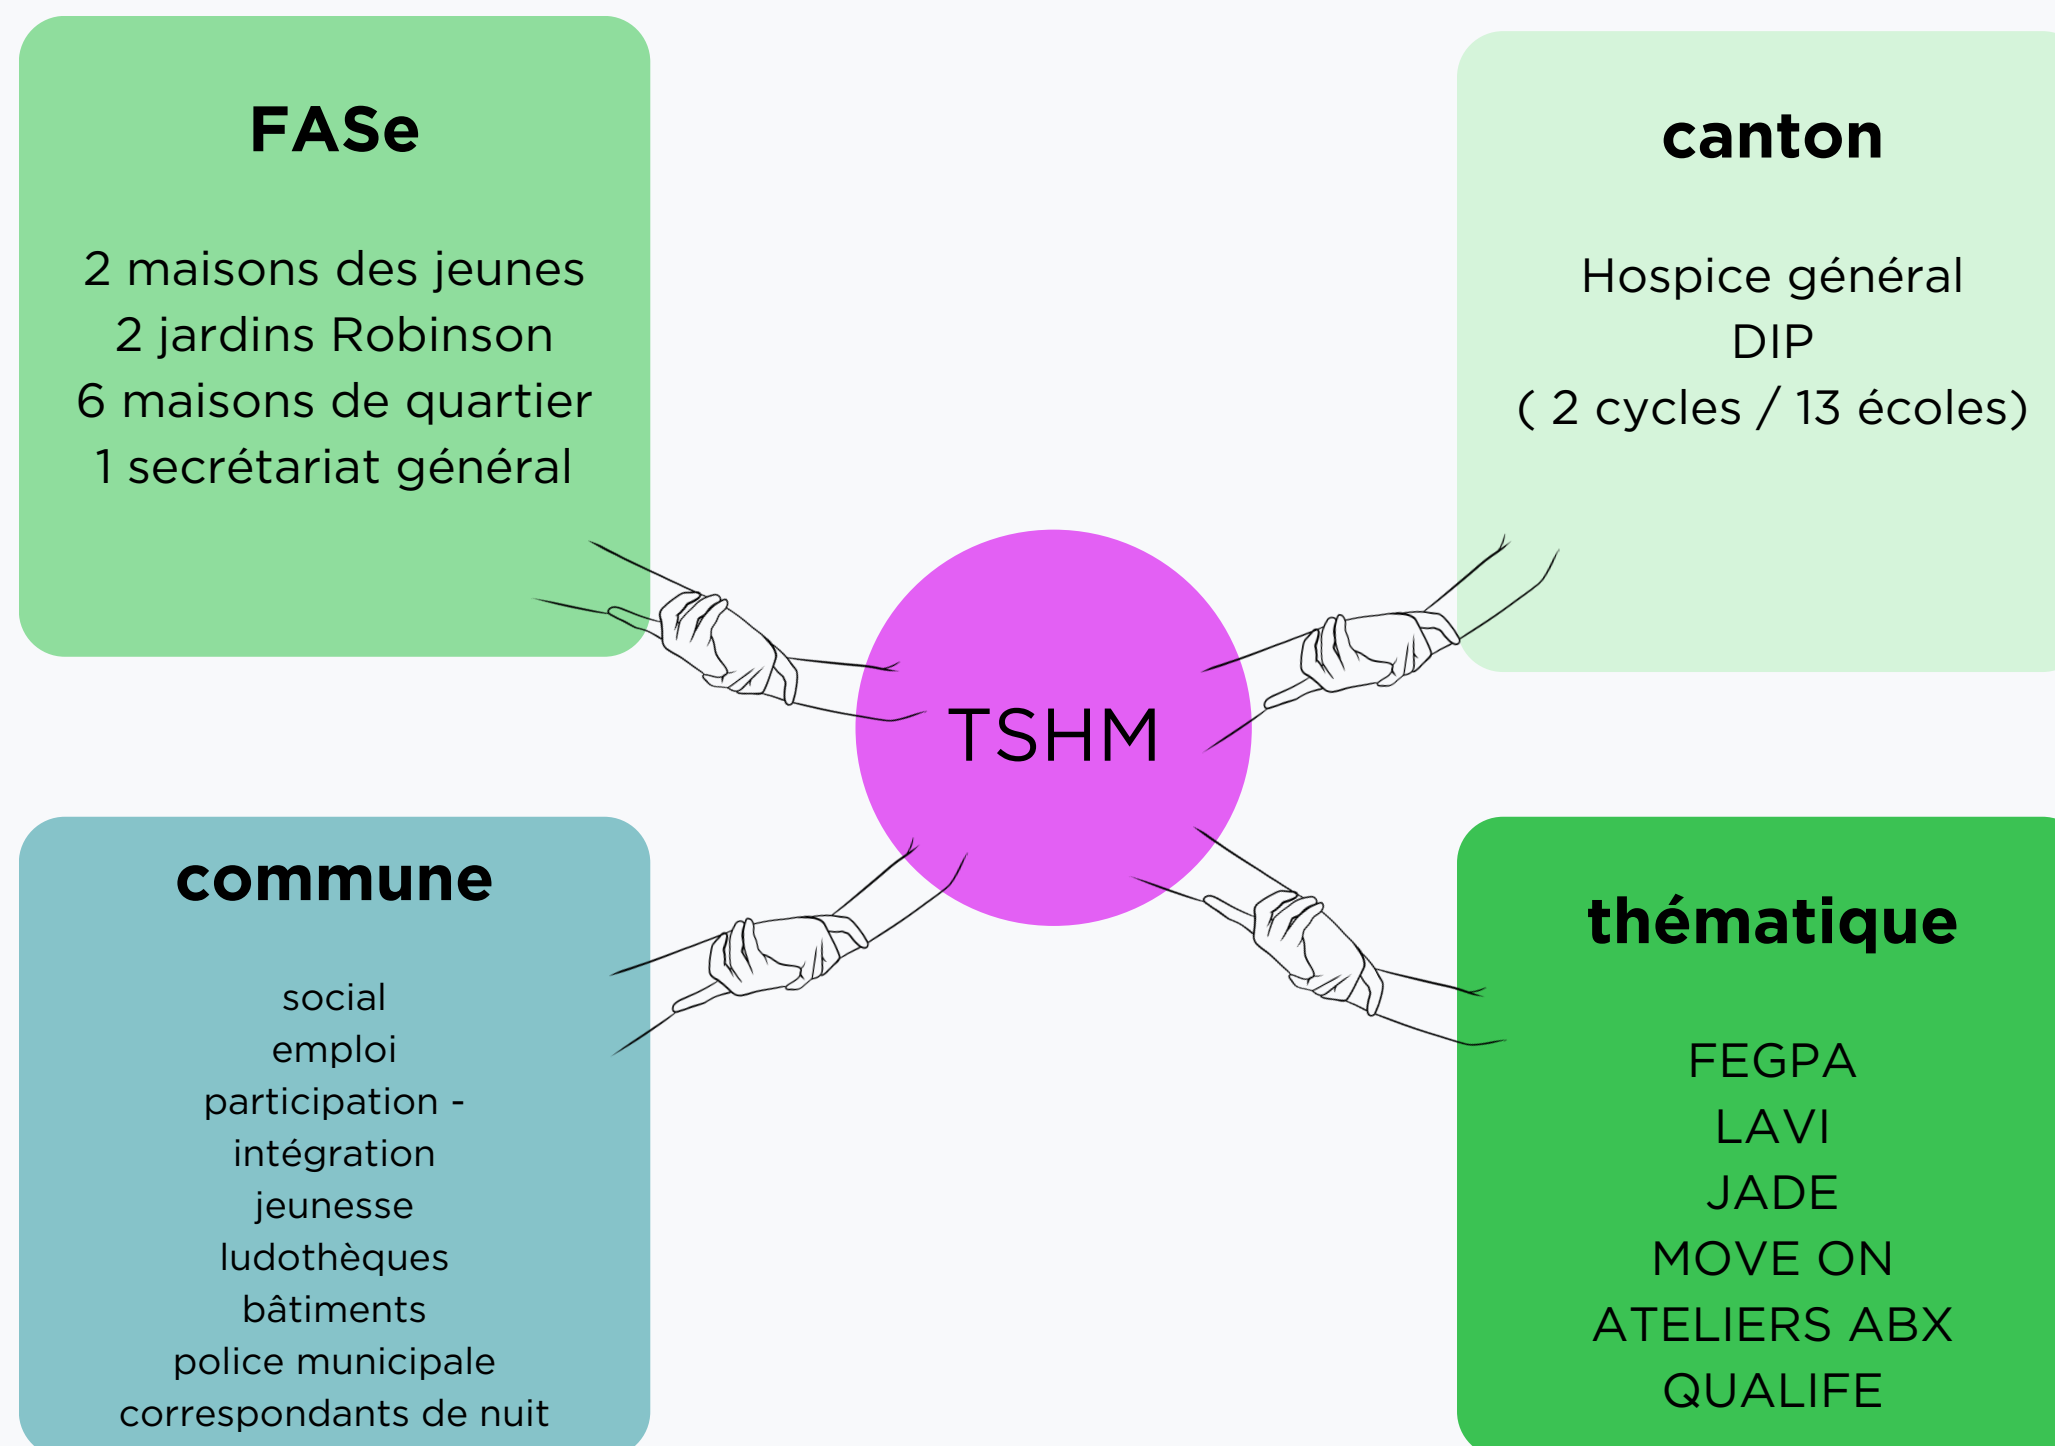 FASe
2 maisons des jeunes
2 jardins Robinson
6 maisons de quartier
1 secrétariat général
canton
Hospice général
DIP
( 2 cycles / 13 écoles)
TSHM
commune
social
emploi
participation -
intégration
jeunesse
ludothèques
bâtiments
police municipale
correspondants de nuit
thématique
FEGPA
LAVI
JADE
MOVE ON
ATELIERS ABX
QUALIFE